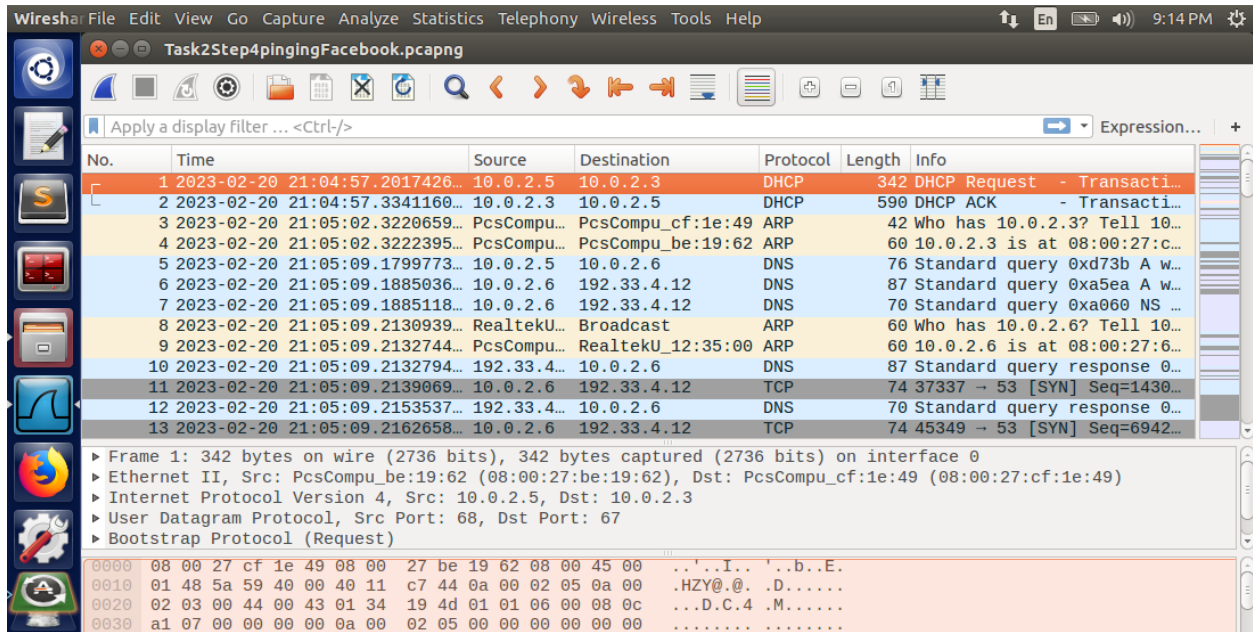 Wireshar File Edit View Go Capture Analyze Statistics Telephony Wireless Tools Help En 9:14 PM
Task2Step4pingingFacebook.pcapng
Apply a display filter … <Ctrl-/> Expression… +
No. Time Source Destination Protocol Length Info
1 2023-02-20 21:04:57.2017426… 10.0.2.5 10.0.2.3 DHCP 342 DHCP Request - Transacti…
2 2023-02-20 21:04:57.3341160… 10.0.2.3 10.0.2.5 DHCP 590 DHCP ACK - Transacti…
3 2023-02-20 21:05:02.3220659… PcsCompu… PcsCompu_cf:1e:49 ARP 42 Who has 10.0.2.3? Tell 10…
4 2023-02-20 21:05:02.3222395… PcsCompu… PcsCompu_be:19:62 ARP 60 10.0.2.3 is at 08:00:27:c…
5 2023-02-20 21:05:09.1799773… 10.0.2.5 10.0.2.6 DNS 76 Standard query 0xd73b A w…
6 2023-02-20 21:05:09.1885036… 10.0.2.6 192.33.4.12 DNS 87 Standard query 0xa5ea A w…
7 2023-02-20 21:05:09.1885118… 10.0.2.6 192.33.4.12 DNS 70 Standard query 0xa060 NS …
8 2023-02-20 21:05:09.2130939… RealtekU… Broadcast ARP 60 Who has 10.0.2.6? Tell 10…
9 2023-02-20 21:05:09.2132744… PcsCompu… RealtekU_12:35:00 ARP 60 10.0.2.6 is at 08:00:27:6…
10 2023-02-20 21:05:09.2132794… 192.33.4… 10.0.2.6 DNS 87 Standard query response 0…
11 2023-02-20 21:05:09.2139069… 10.0.2.6 192.33.4.12 TCP 74 37337 → 53 [SYN] Seq=1430…
12 2023-02-20 21:05:09.2153537… 192.33.4… 10.0.2.6 DNS 70 Standard query response 0…
13 2023-02-20 21:05:09.2162658… 10.0.2.6 192.33.4.12 TCP 74 45349 → 53 [SYN] Seq=6942…
Frame 1: 342 bytes on wire (2736 bits), 342 bytes captured (2736 bits) on interface 0
Ethernet II, Src: PcsCompu_be:19:62 (08:00:27:be:19:62), Dst: PcsCompu_cf:1e:49 (08:00:27:cf:1e:49)
Internet Protocol Version 4, Src: 10.0.2.5, Dst: 10.0.2.3
User Datagram Protocol, Src Port: 68, Dst Port: 67
Bootstrap Protocol (Request)
0000 08 00 27 cf 1e 49 08 00 27 be 19 62 08 00 45 00 ..'..I.. '..b..E.
0010 01 48 5a 59 40 00 40 11 c7 44 0a 00 02 05 0a 00 .HZY@.@. .D......
0020 02 03 00 44 00 43 01 34 19 4d 01 01 06 00 08 0c ...D.C.4 .M......
0030 a1 07 00 00 00 00 0a 00 02 05 00 00 00 00 00 00 ........ ........